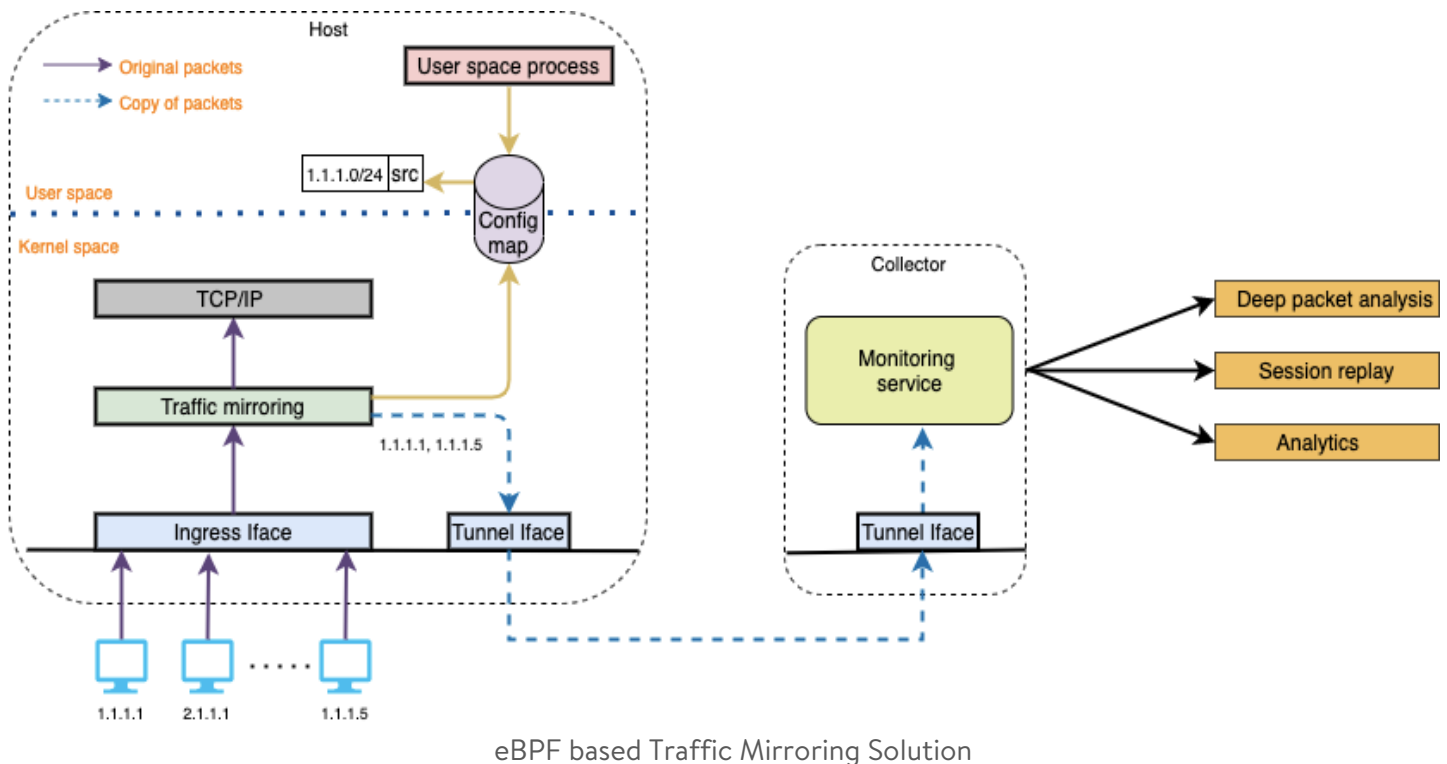 Host
Original packets
Copy of packets
User space process
1.1.1.0/24 src
User space
Config
map
Kernel space
TCP/IP
Traffic mirroring
1.1.1.1, 1.1.1.5
Ingress Iface
Tunnel Iface
1.1.1.1
2.1.1.1
1.1.1.5
Collector
Monitoring
service
Tunnel Iface
Deep packet analysis
Session replay
Analytics
eBPF based Traffic Mirroring Solution